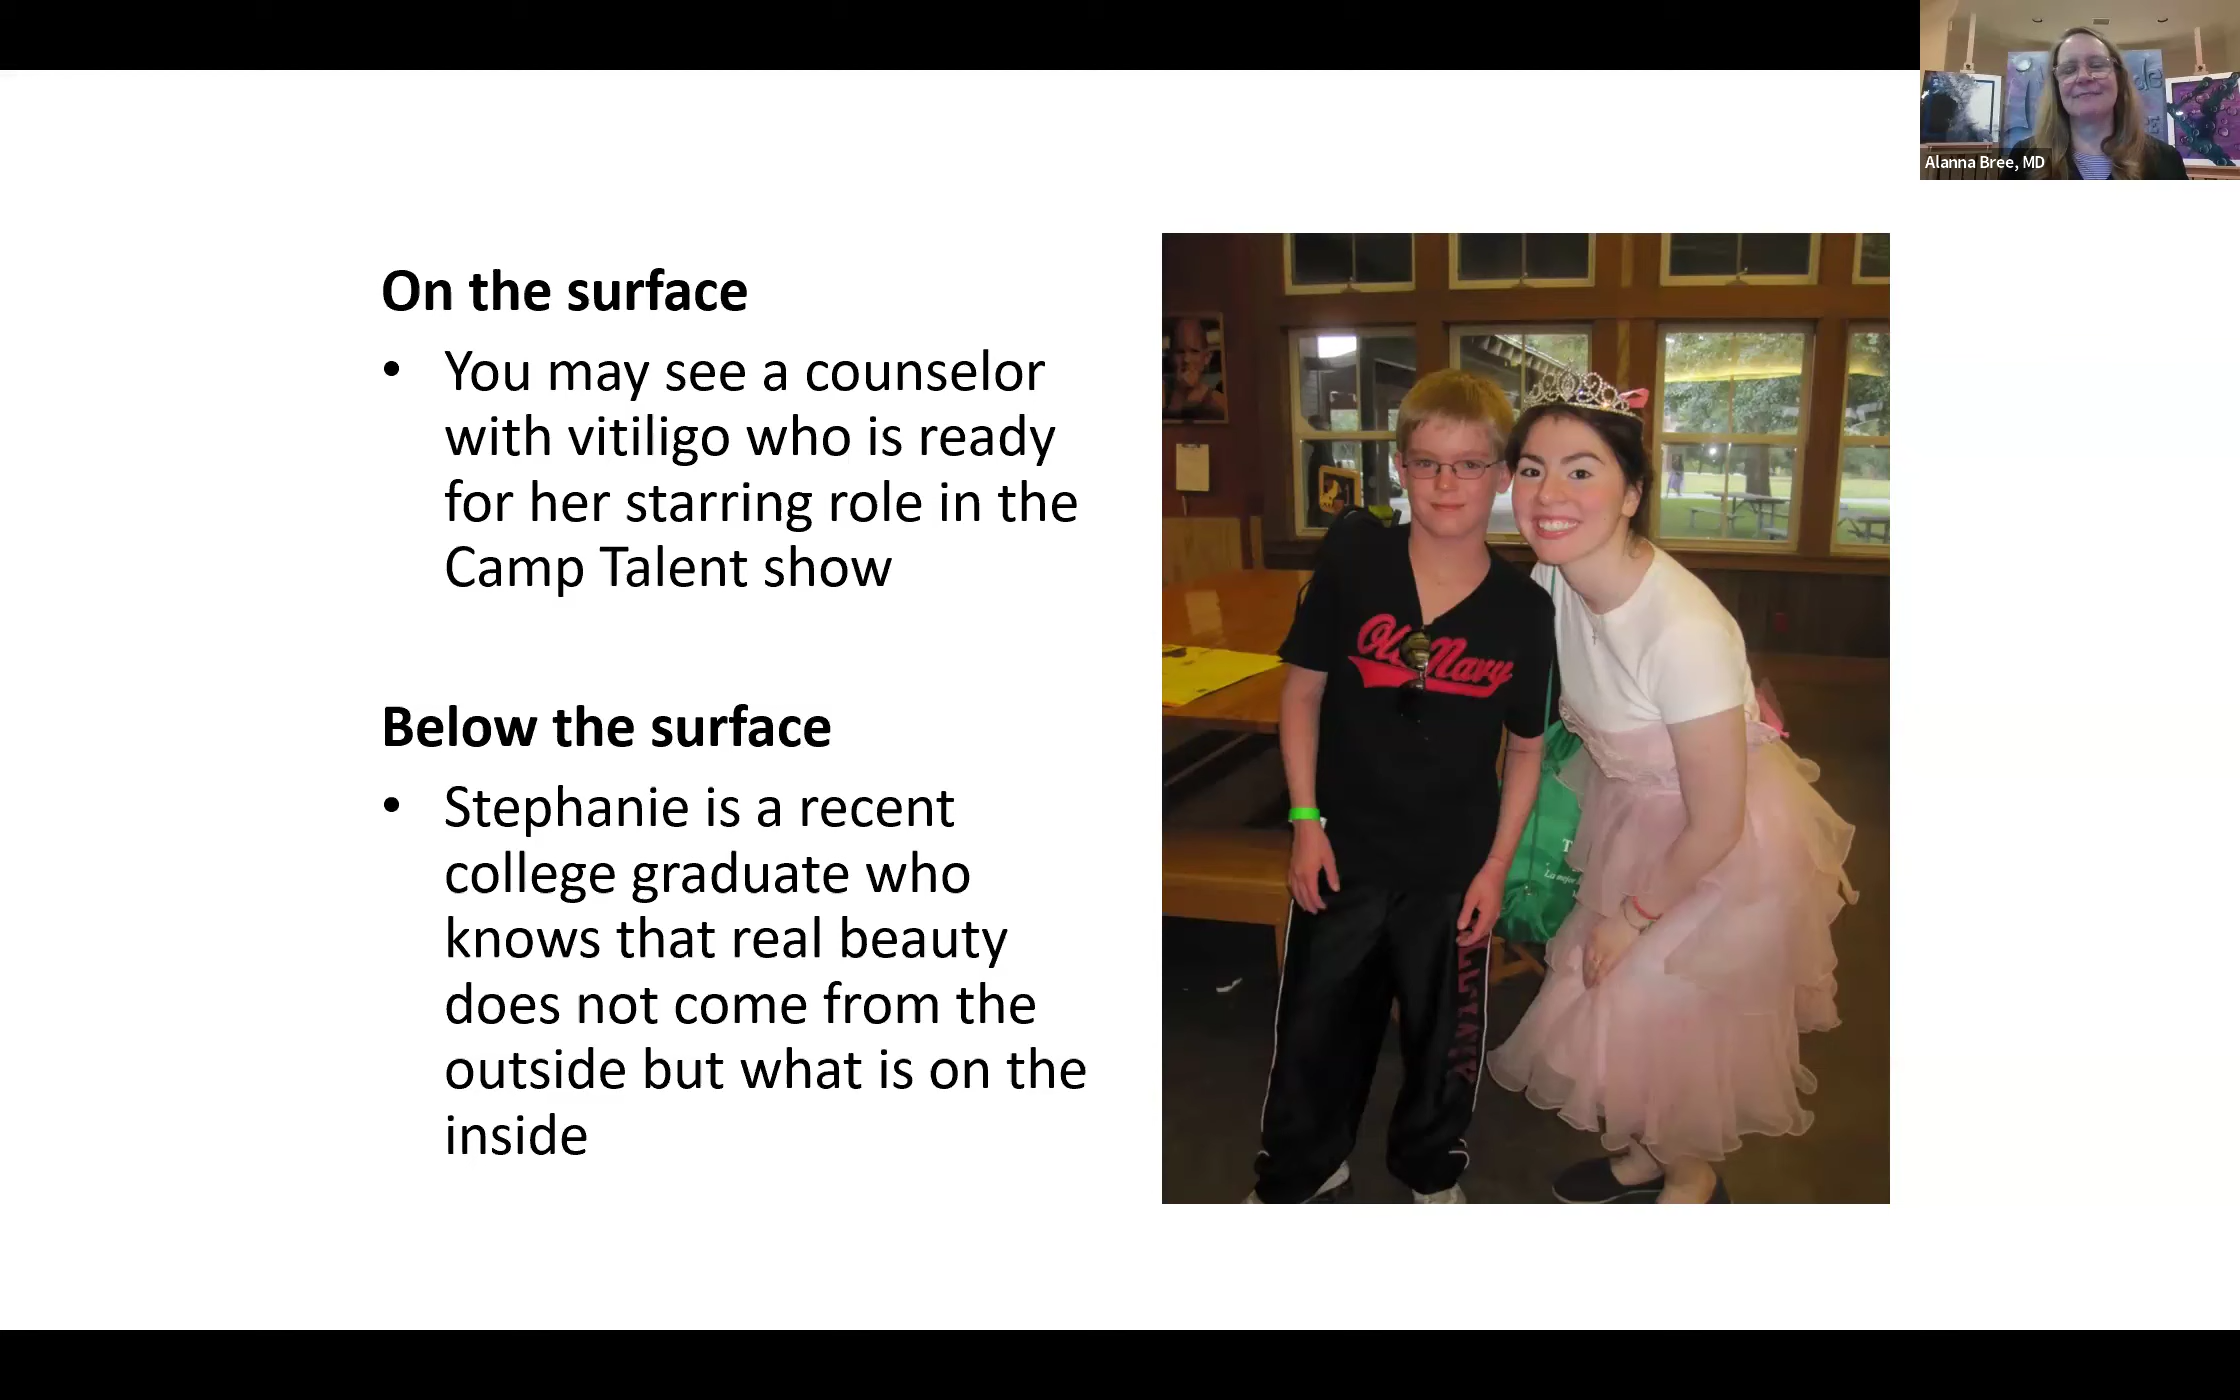 Alanna Bree, MD
On the surface
• You may see a counselor
with vitiligo who is ready
for her starring role in the
Camp Talent show
Below the surface
• Stephanie is a recent
college graduate who
knows that real beauty
does not come from the
outside but what is on the
inside
Old Navy